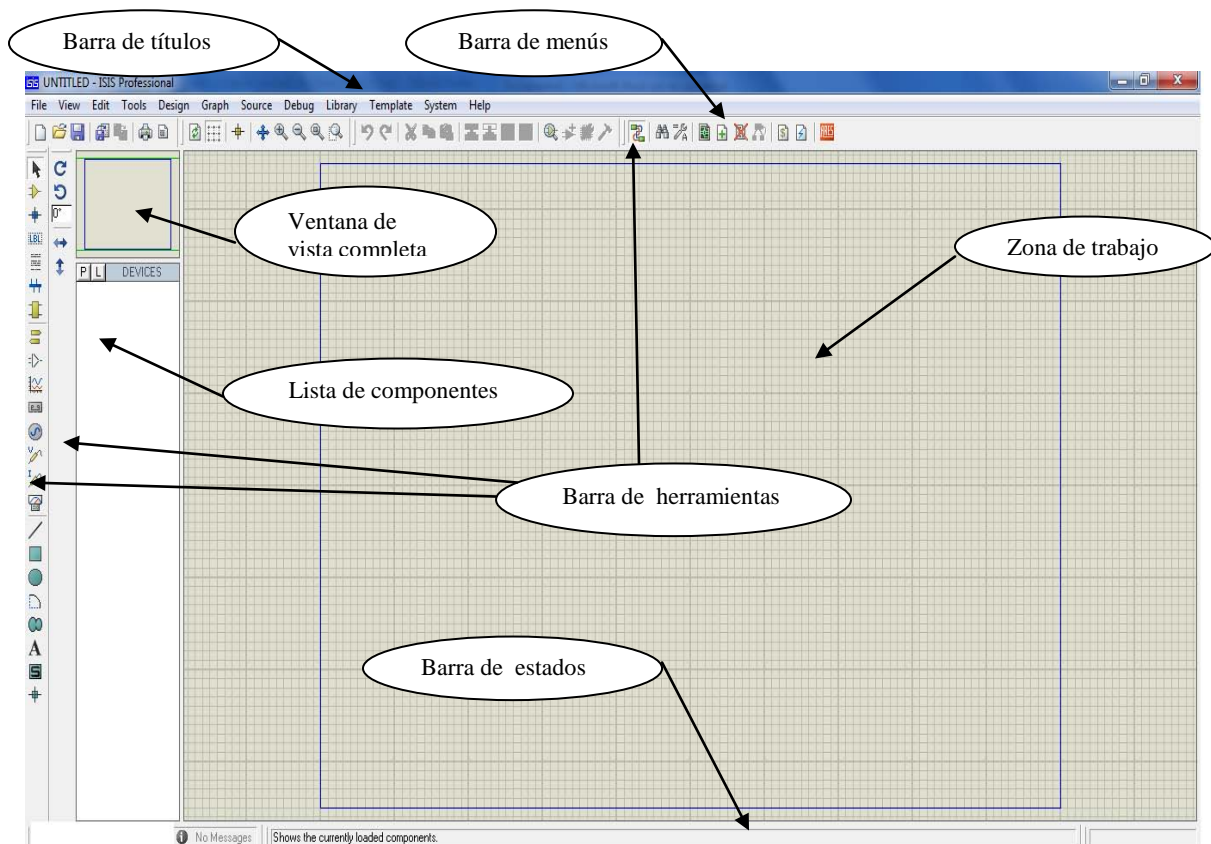 Barra de títulos
Barra de menús
UNTITLED - ISIS Professional
File View Edit Tools Design Graph Source Debug Library Template System Help
0°
LBL
Ventana de
vista completa
Zona de trabajo
P L DEVICES
Lista de componentes
V
I
Barra de herramientas
A
S
Barra de estados
No Messages
Shows the currently loaded components.